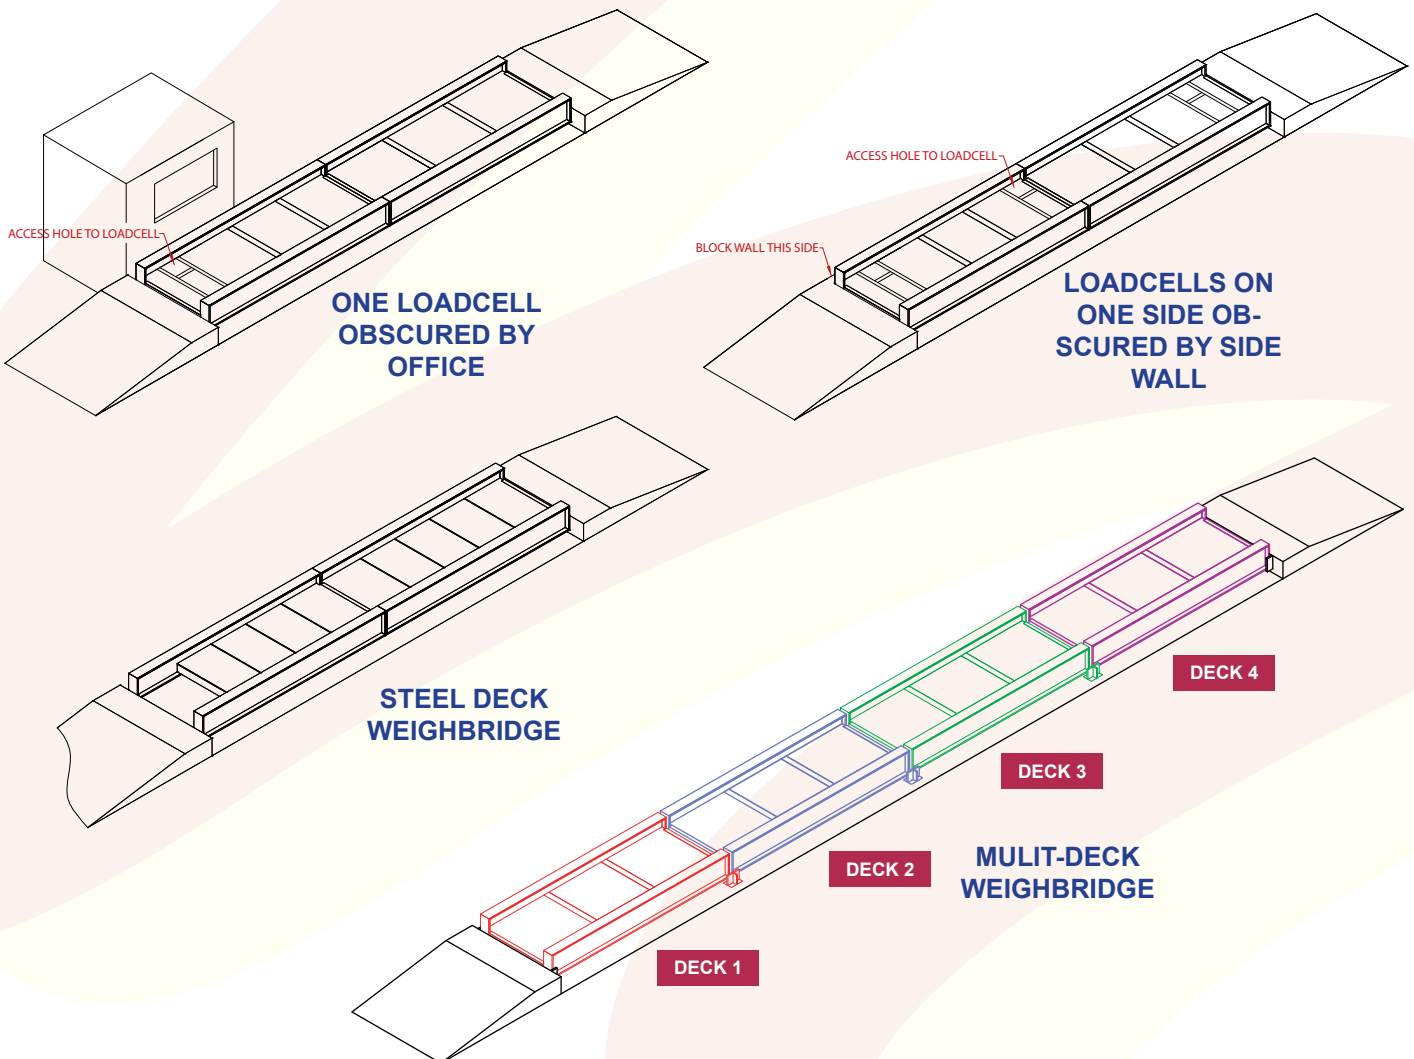 ACCESS HOLE TO LOADCELL
ONE LOADCELL
OBSCURED BY
OFFICE
ACCESS HOLE TO LOADCELL
BLOCK WALL THIS SIDE
LOADCELLS ON
ONE SIDE OB-
SCURED BY SIDE
WALL
STEEL DECK
WEIGHBRIDGE
DECK 4
DECK 3
DECK 2
DECK 1
MULIT-DECK
WEIGHBRIDGE